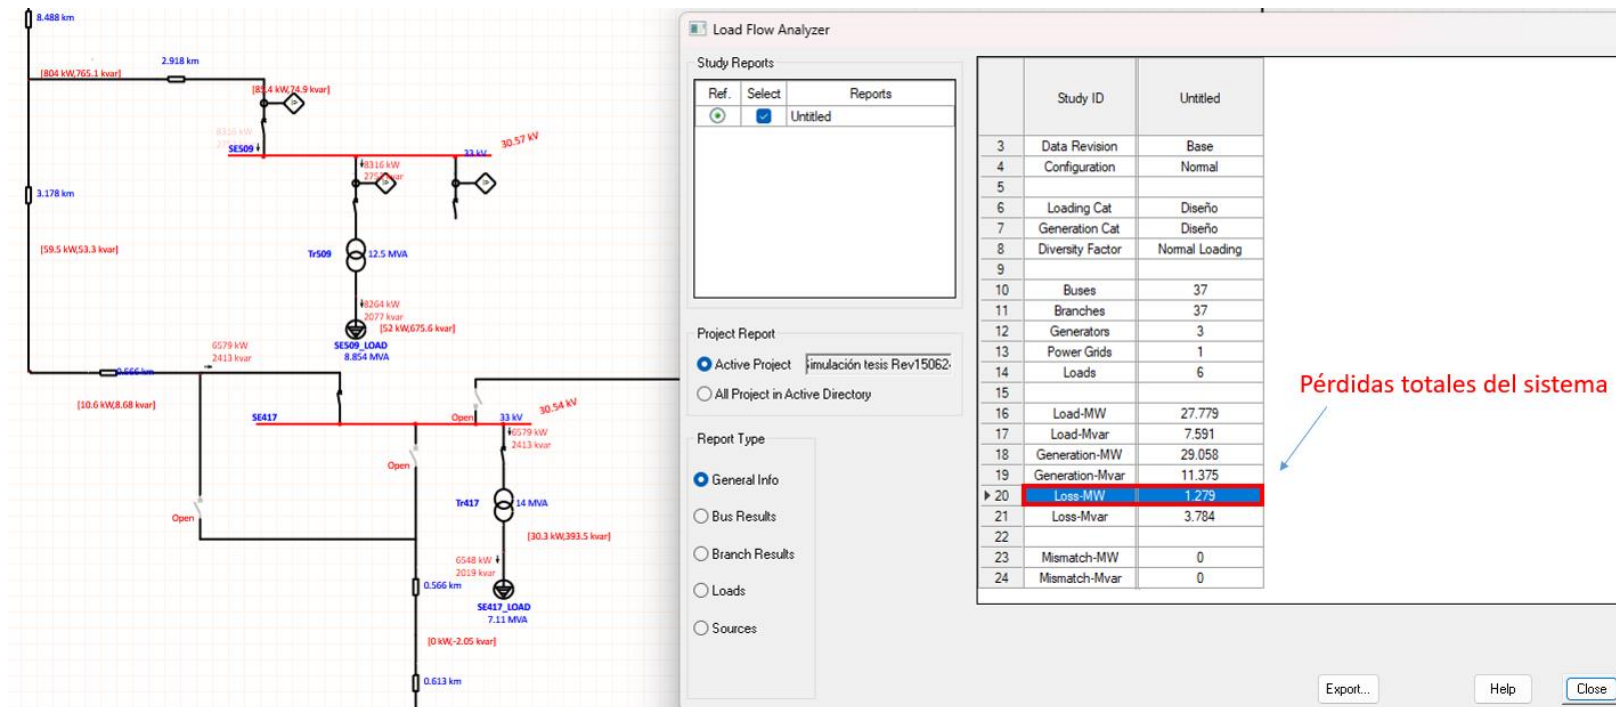 8.488 km
2.918 km
[804 kW,765.1 kvar]
[85.4 kW,74.9 kvar]
8316 kW
SE509
30.57 kV
33 kV
8316 kW
3.178 km
[59.5 kW,53.3 kvar]
Tr509
12.5 MVA
8264 kW
2077 kvar
[52 kW,675.6 kvar]
SE509_LOAD
8.854 MVA
6579 kW
2413 kvar
0.566 km
[10.6 kW,8.68 kvar]
SE417
Open
33 kV
30.54 kV
6579 kW
2413 kvar
Open
Tr417
14 MVA
Open
[30.3 kW,393.5 kvar]
6548 kW
2019 kvar
0.566 km
SE417_LOAD
7.11 MVA
[0 kW,-2.05 kvar]
0.613 km
Load Flow Analyzer
Study Reports
Ref. Select Reports
Untitled
Project Report
Active Project
imulación tesis Rev15062
All Project in Active Directory
Report Type
General Info
Bus Results
Branch Results
Loads
Sources
Study ID Untitled
3 Data Revision Base
4 Configuration Normal
5
6 Loading Cat Diseño
7 Generation Cat Diseño
8 Diversity Factor Normal Loading
9
10 Buses 37
11 Branches 37
12 Generators 3
13 Power Grids 1
14 Loads 6
15
16 Load-MW 27.779
17 Load-Mvar 7.591
18 Generation-MW 29.058
19 Generation-Mvar 11.375
20 Loss-MW 1.279
21 Loss-Mvar 3.784
22
23 Mismatch-MW 0
24 Mismatch-Mvar 0
Pérdidas totales del sistema
Export...
Help
Close